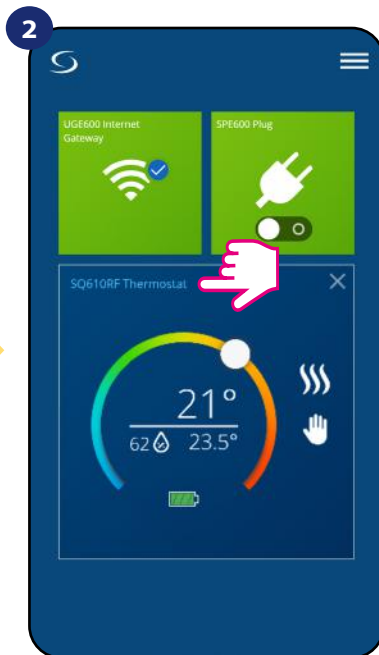 2
UGE600 Internet
Gateway
SPE600 Plug
SQ610RF Thermostat
21°
62 23.5°